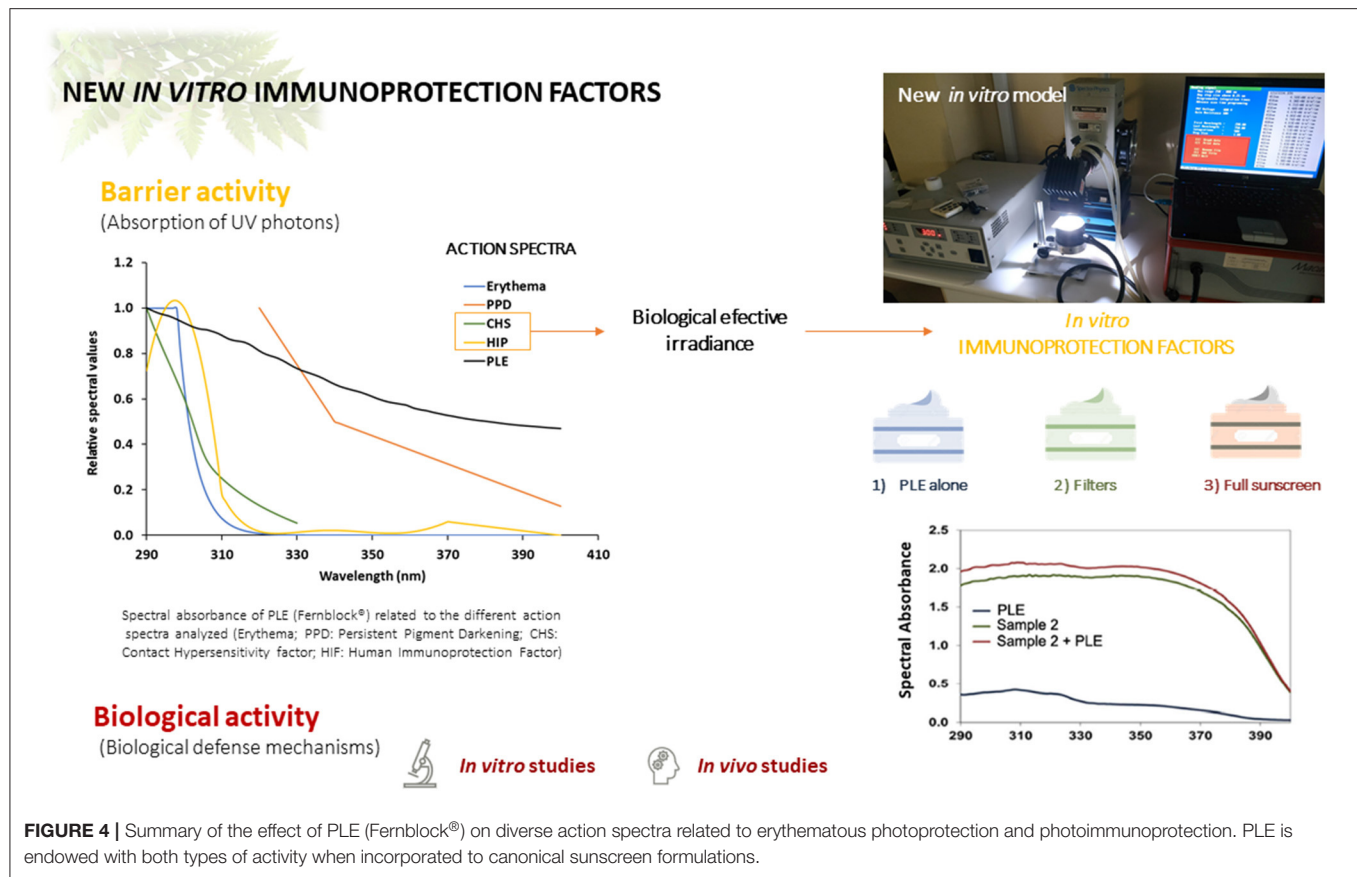 NEW IN VITRO IMMUNOPROTECTION FACTORS
New in vitro model
Barrier activity
(Absorption of UV photons)
ACTION SPECTRA
Erythema
PPD
CHS
HIP
PLE
Relative spectral values
1.2
1.0
0.8
0.6
0.4
0.2
0.0
290
310
330
350
370
390
410
Wavelength (nm)
Biological efective
irradiance
In vitro
IMMUNOPROTECTION FACTORS
1) PLE alone
2) Filters
3) Full sunscreen
Spectral absorbance of PLE (Fernblock®) related to the different action
spectra analyzed (Erythema; PPD: Persistent Pigment Darkening; CHS:
Contact Hypersensitivity factor; HIF: Human Immunoprotection Factor)
Spectral Absorbance
2.5
2.0
1.5
1.0
0.5
0.0
PLE
Sample 2
Sample 2 + PLE
290
310
330
350
370
390
Biological activity
(Biological defense mechanisms)
In vitro studies
In vivo studies
FIGURE 4 | Summary of the effect of PLE (Fernblock®) on diverse action spectra related to erythematous photoprotection and photoimmunoprotection. PLE is
endowed with both types of activity when incorporated to canonical sunscreen formulations.